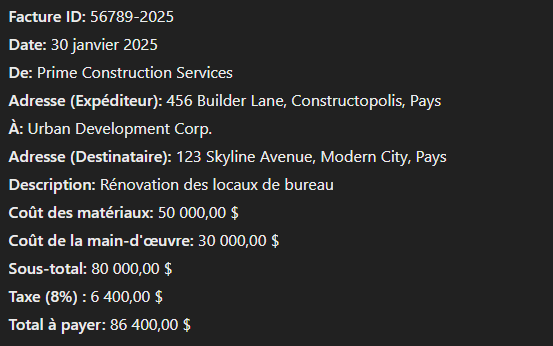 Facture ID: 56789-2025
Date: 30 janvier 2025
De: Prime Construction Services
Adresse (Expéditeur): 456 Builder Lane, Constructopolis, Pays
À: Urban Development Corp.
Adresse (Destinataire): 123 Skyline Avenue, Modern City, Pays
Description: Rénovation des locaux de bureau
Coût des matériaux: 50 000,00 $
Coût de la main-d'œuvre: 30 000,00 $
Sous-total: 80 000,00 $
Taxe (8%) : 6 400,00 $
Total à payer: 86 400,00 $